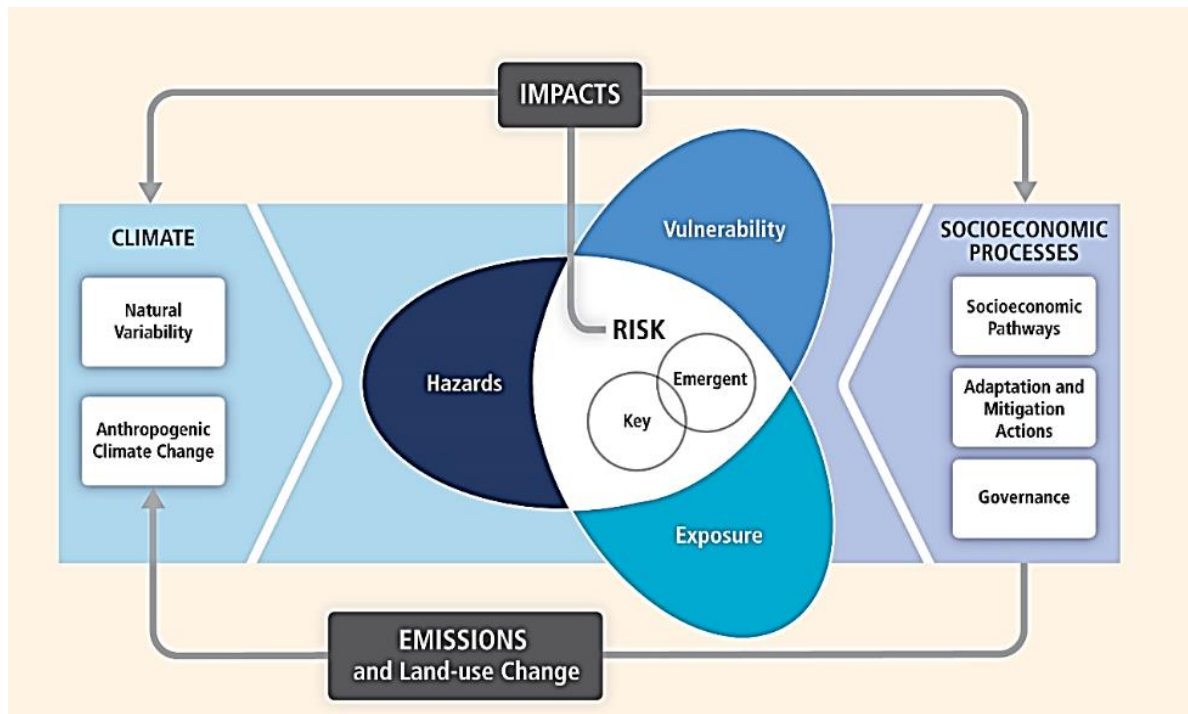 IMPACTS
CLIMATE
Natural
Variability
Anthropogenic
Climate Change
Vulnerability
Hazards
RISK
Emergent
Key
Exposure
SOCIOECONOMIC
PROCESSES
Socioeconomic
Pathways
Adaptation and
Mitigation
Actions
Governance
EMISSIONS
and Land-use Change